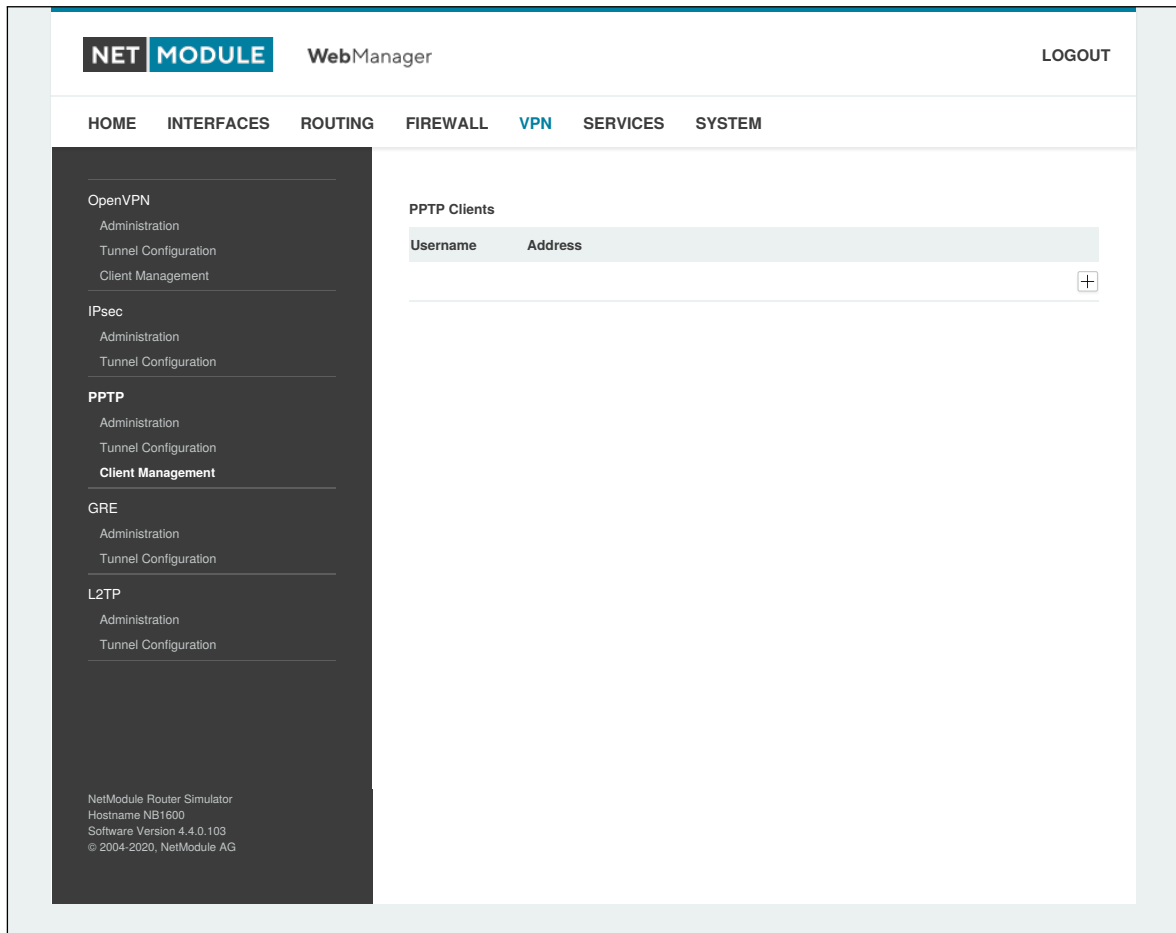 NET MODULE WebManager LOGOUT
HOME INTERFACES ROUTING FIREWALL VPN SERVICES SYSTEM
OpenVPN
Administration
Tunnel Configuration
Client Management
IPsec
Administration
Tunnel Configuration
PPTP
Administration
Tunnel Configuration
Client Management
GRE
Administration
Tunnel Configuration
L2TP
Administration
Tunnel Configuration
NetModule Router Simulator
Hostname NB1600
Software Version 4.4.0.103
© 2004-2020, NetModule AG
PPTP Clients
Username Address